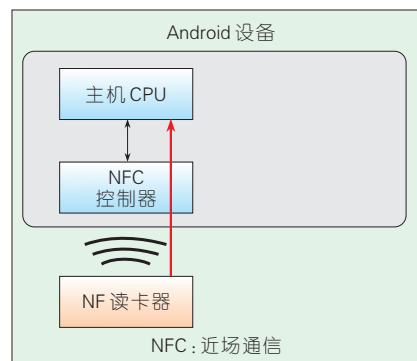 Android 设备
主机 CPU
NFC
控制器
NF 读卡器
NFC：近场通信